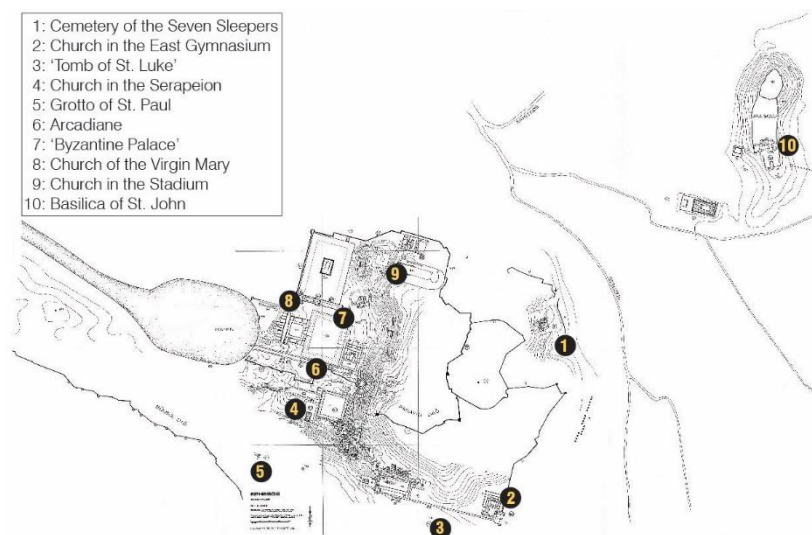 1: Cemetery of the Seven Sleepers
2: Church in the East Gymnasium
3: ‘Tomb of St. Luke’
4: Church in the Serapeion
5: Grotto of St. Paul
6: Arcadiane
7: ‘Byzantine Palace’
8: Church of the Virgin Mary
9: Church in the Stadium
10: Basilica of St. John
10
9
8
7
1
6
4
5
2
3